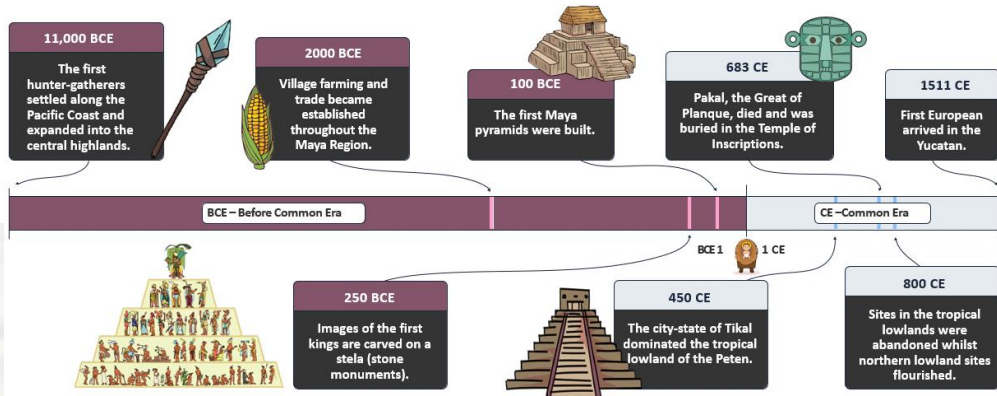 11,000 BCE
The first
hunter-gatherers
settled along the
Pacific Coast and
expanded into the
central highlands.
2000 BCE
Village farming and
trade became
established
throughout the
Maya Region.
100 BCE
The first Maya
pyramids were built.
683 CE
Pakal, the Great of
Planque, died and was
buried in the Temple of
Inscriptions.
1511 CE
First European
arrived in the
Yucatan.
BCE – Before Common Era
CE –Common Era
BCE 1
1 CE
250 BCE
Images of the first
kings are carved on a
stela (stone
monuments).
450 CE
The city-state of Tikal
dominated the tropical
lowland of the Peten.
800 CE
Sites in the tropical
lowlands were
abandoned whilst
northern lowland sites
flourished.